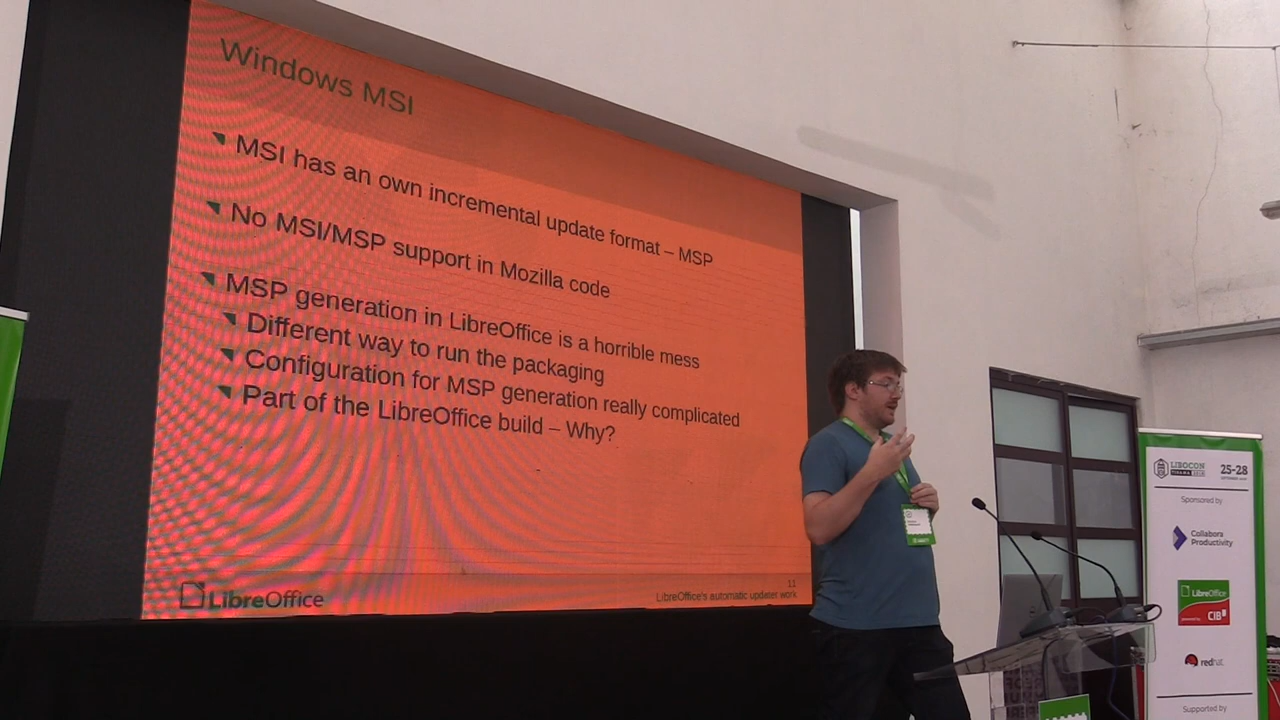 Windows MSI
MSI has an own incremental update format – MSP
No MSI/MSP support in Mozilla code
MSP generation in LibreOffice is a horrible mess
Different way to run the packaging
Configuration for MSP generation really complicated
Part of the LibreOffice build – Why?
LibreOffice
11
LibreOffice's automatic updater work
LIBOCON
25-28
Sponsored by
Collabora
Productivity
LibreOffice
powered by CIB
redhat
Supported by